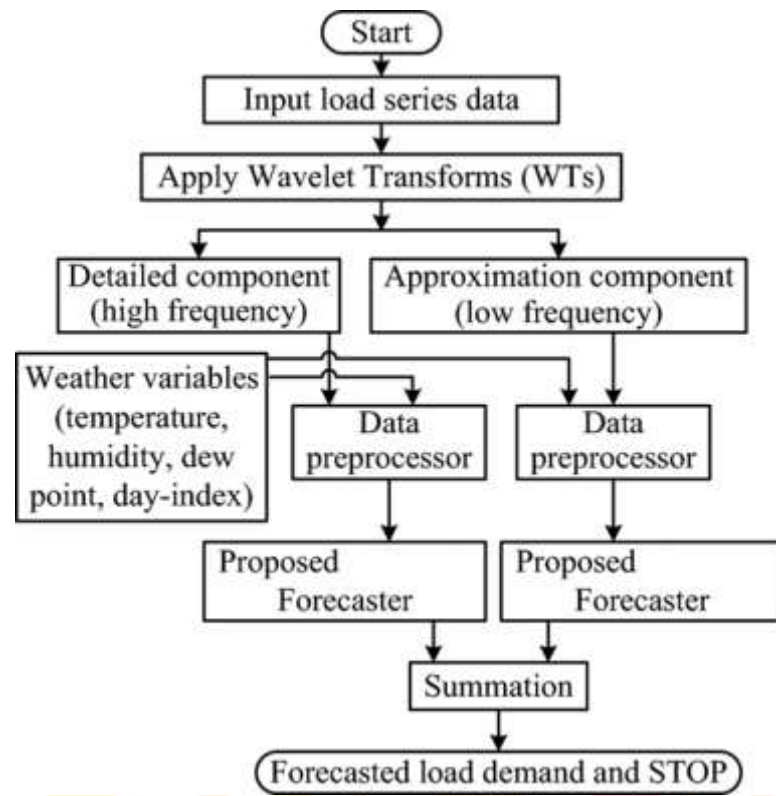 Start
Input load series data
Apply Wavelet Transforms (WTs)
Detailed component
(high frequency)
Approximation component
(low frequency)
Weather variables
(temperature,
humidity, dew
point, day-index)
Data
preprocessor
Data
preprocessor
Proposed
Forecaster
Proposed
Forecaster
Summation
Forecasted load demand and STOP